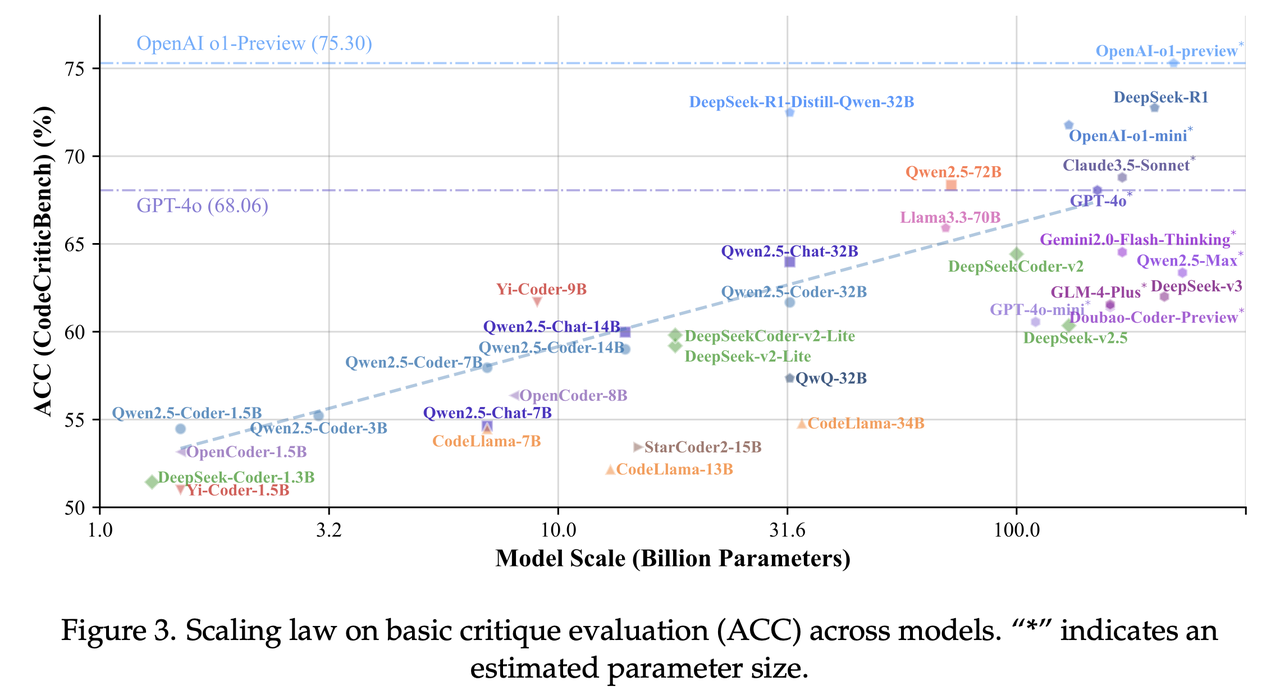 OpenAI o1-Preview (75.30)
OpenAI-o1-preview*
75
DeepSeek-R1-Distill-Qwen-32B
DeepSeek-R1
OpenAI-o1-mini*
70
Claude3.5-Sonnet*
Qwen2.5-72B
GPT-4o (68.06)
GPT-4o*
Llama3.3-70B
65
Gemini2.0-Flash-Thinking*
Qwen2.5-Chat-32B
Qwen2.5-Max*
DeepSeekCoder-v2
Yi-Coder-9B
Qwen2.5-Coder-32B
GLM-4-Plus*
DeepSeek-v3
GPT-4o-mini*
Doubao-Coder-Preview*
60
Qwen2.5-Chat-14B
DeepSeekCoder-v2-Lite
DeepSeek-v2.5
Qwen2.5-Coder-14B
DeepSeek-v2-Lite
Qwen2.5-Coder-7B
QwQ-32B
OpenCoder-8B
55
Qwen2.5-Coder-1.5B
Qwen2.5-Chat-7B
Qwen2.5-Coder-3B
CodeLlama-34B
CodeLlama-7B
OpenCoder-1.5B
StarCoder2-15B
CodeLlama-13B
DeepSeek-Coder-1.3B
Yi-Coder-1.5B
50
ACC (CodeCriticBench) (%)
1.0 3.2 10.0 31.6 100.0
Model Scale (Billion Parameters)
Figure 3. Scaling law on basic critique evaluation (ACC) across models. “*” indicates an
estimated parameter size.